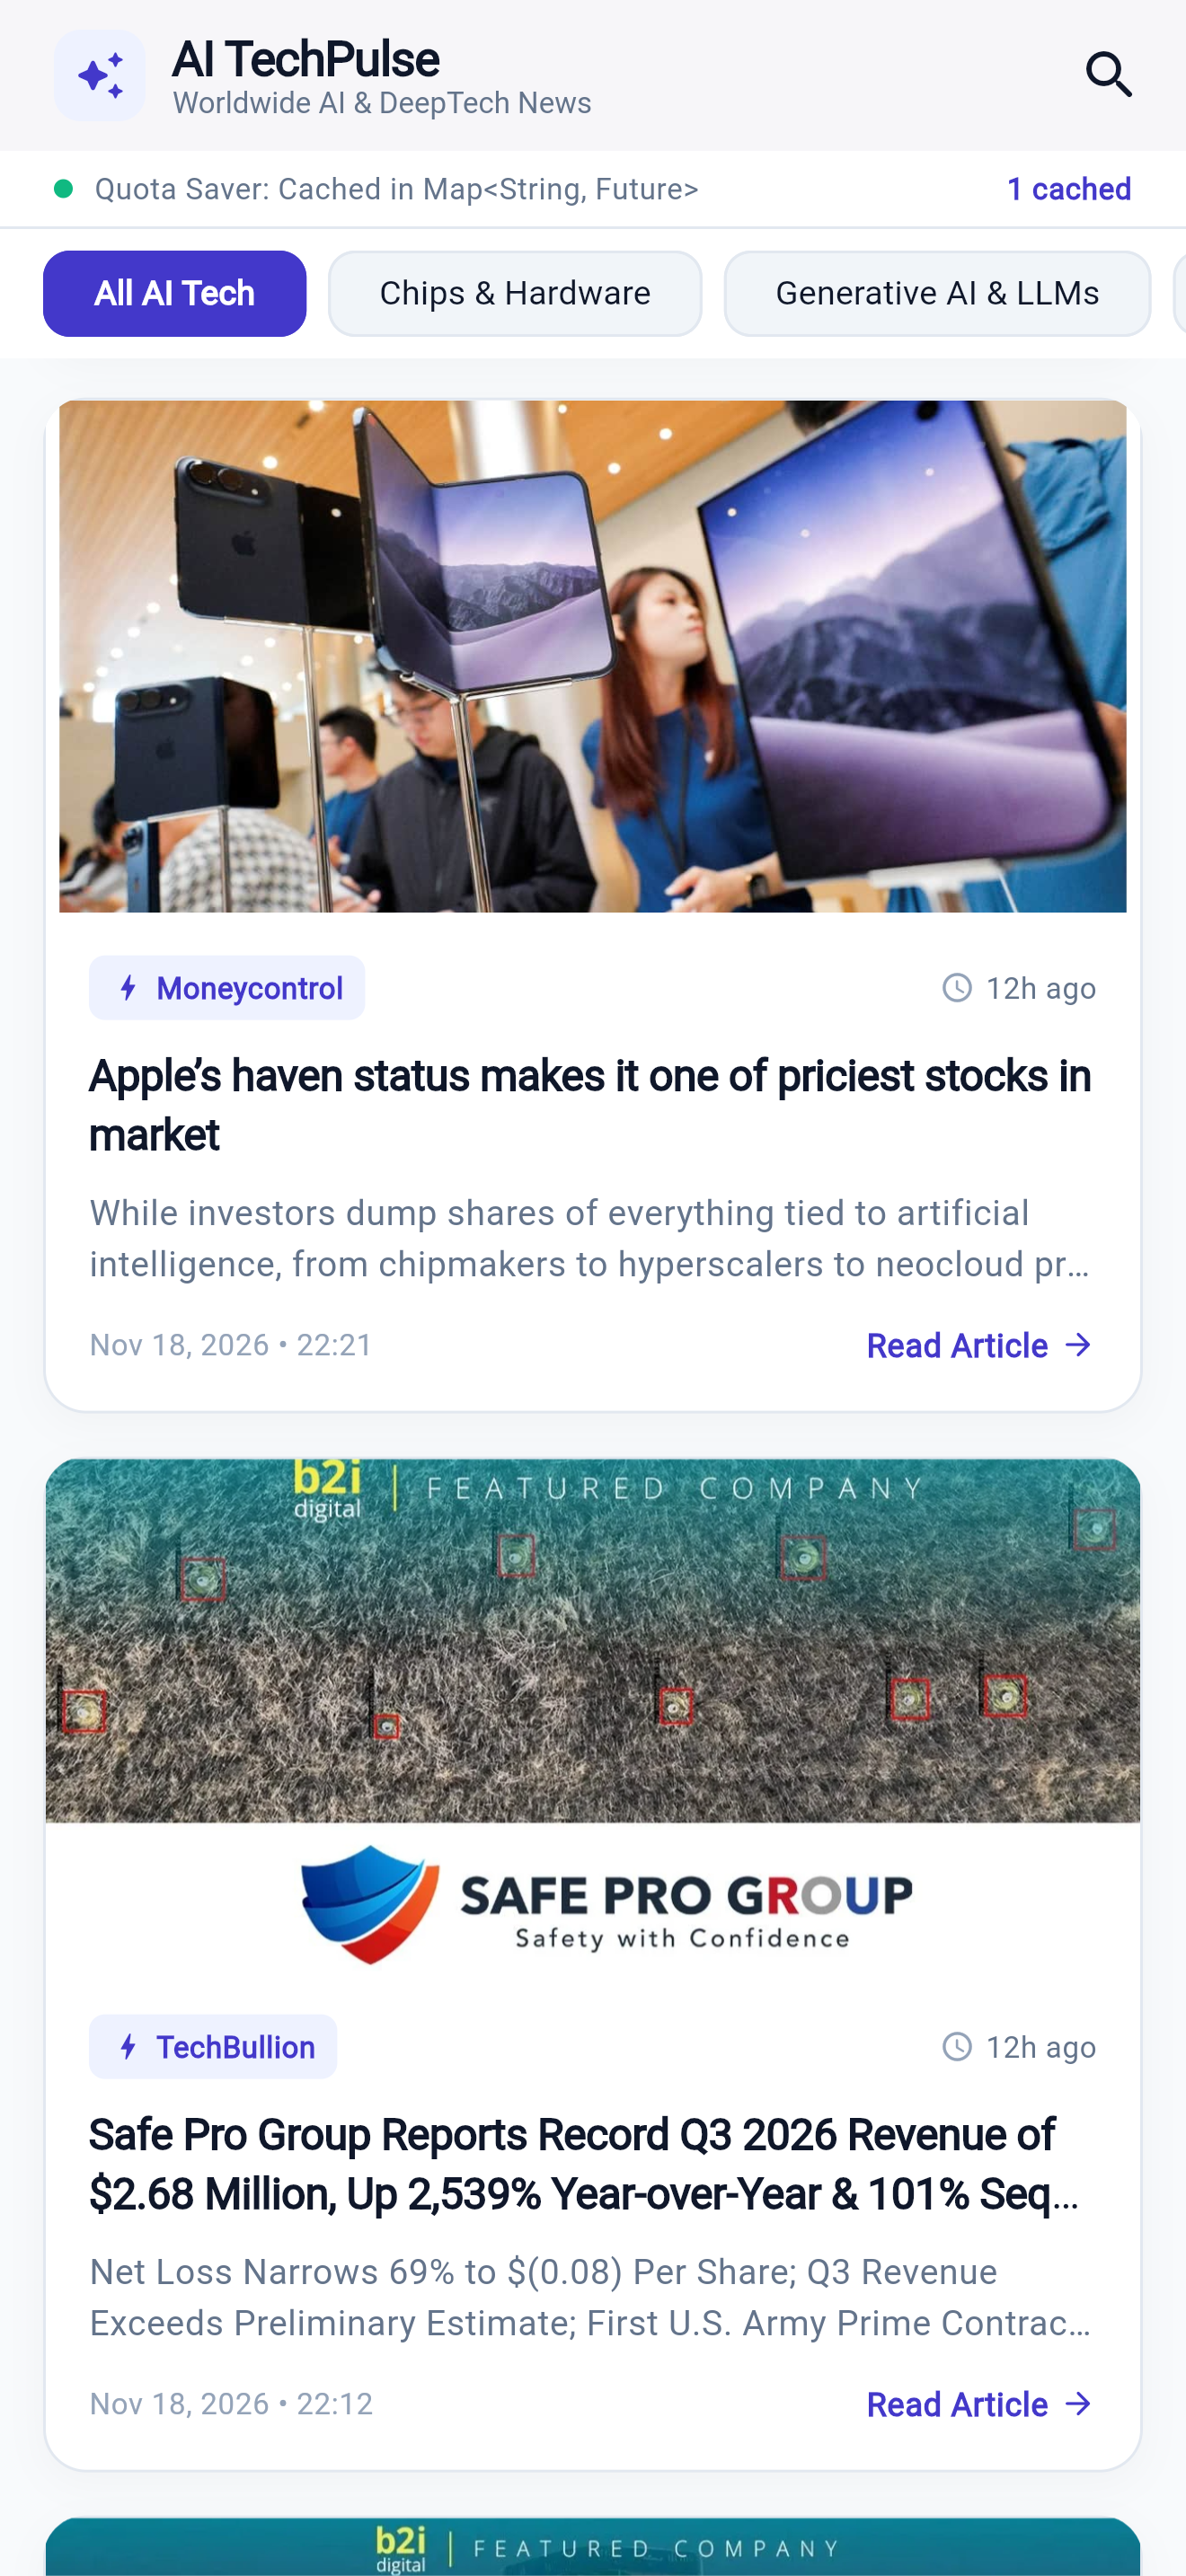 AI TechPulse
Worldwide AI & DeepTech News
Quota Saver: Cached in Map<String, Future>
1 cached
All AI Tech
Chips & Hardware
Generative AI & LLMs
Moneycontrol
12h ago
Apple’s haven status makes it one of priciest stocks in
market
While investors dump shares of everything tied to artificial
intelligence, from chipmakers to hyperscalers to neocloud pr…
Nov 18, 2026 • 22:21
Read Article
b2i
digital
FEATURED COMPANY
SAFE PRO GROUP
Safety with Confidence
TechBullion
12h ago
Safe Pro Group Reports Record Q3 2026 Revenue of
$2.68 Million, Up 2,539% Year-over-Year & 101% Seq…
Net Loss Narrows 69% to $(0.08) Per Share; Q3 Revenue
Exceeds Preliminary Estimate; First U.S. Army Prime Contrac…
Nov 18, 2026 • 22:12
Read Article
b2i
digital
FEATURED COMPANY